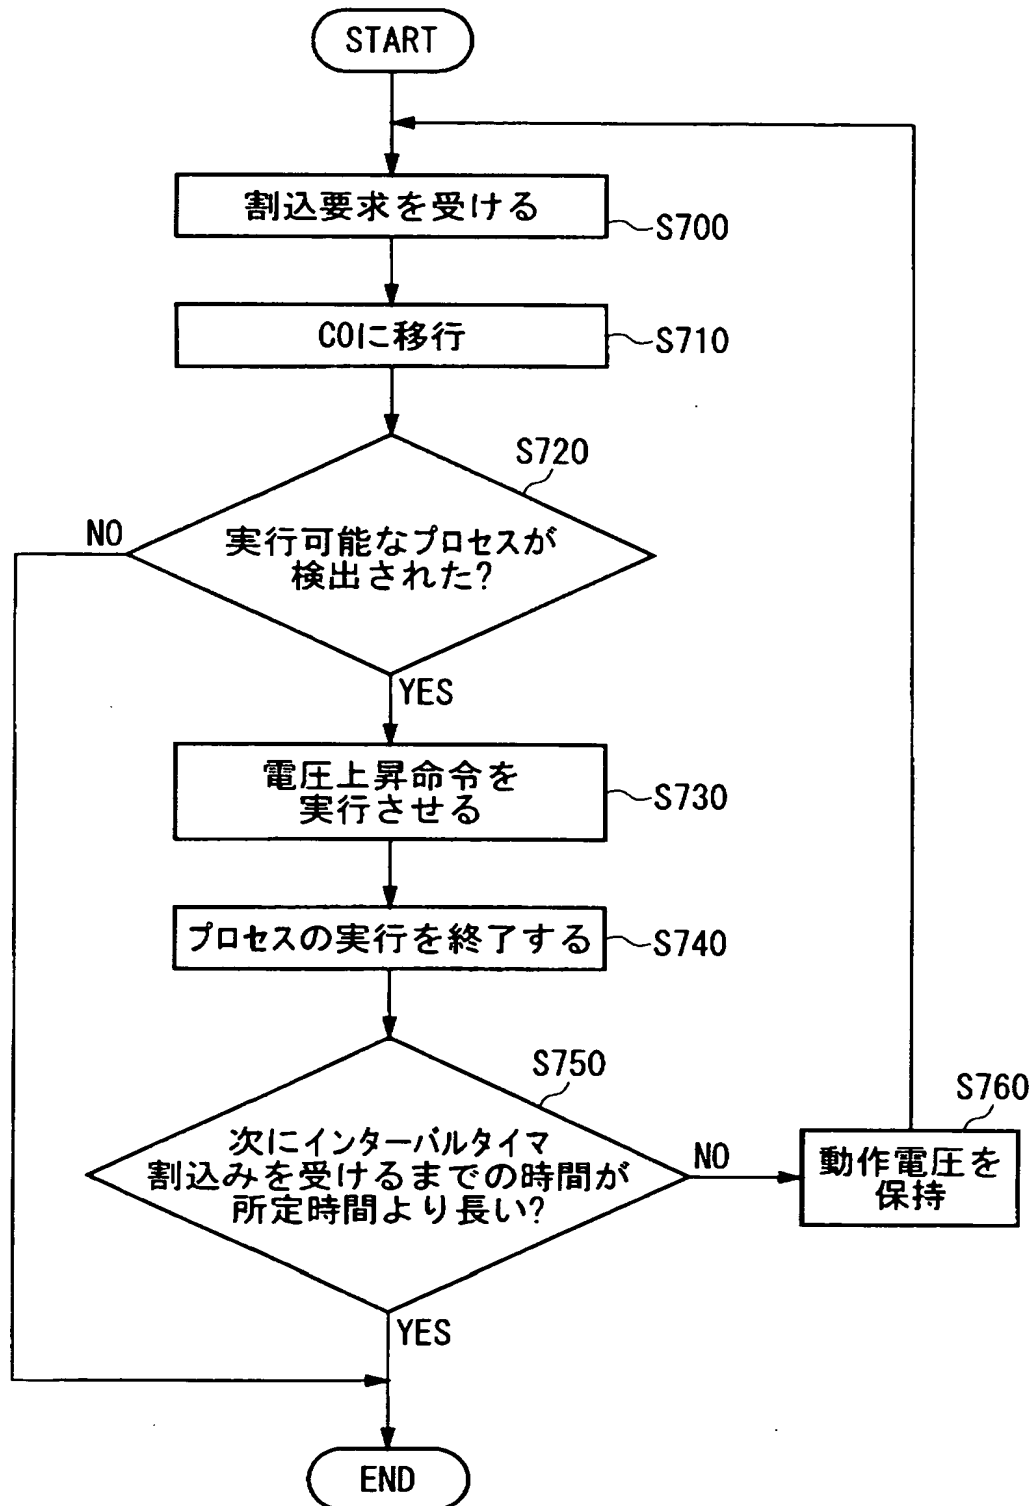 START
割込要求を受ける
S700
C0に移行
S710
S720
NO
実行可能なプロセスが
検出された?
YES
電圧上昇命令を
実行させる
S730
プロセスの実行を終了する
S740
S750
次にインターバルタイマ
割込みを受けるまでの時間が
所定時間より長い?
NO
S760
動作電圧を
保持
YES
END